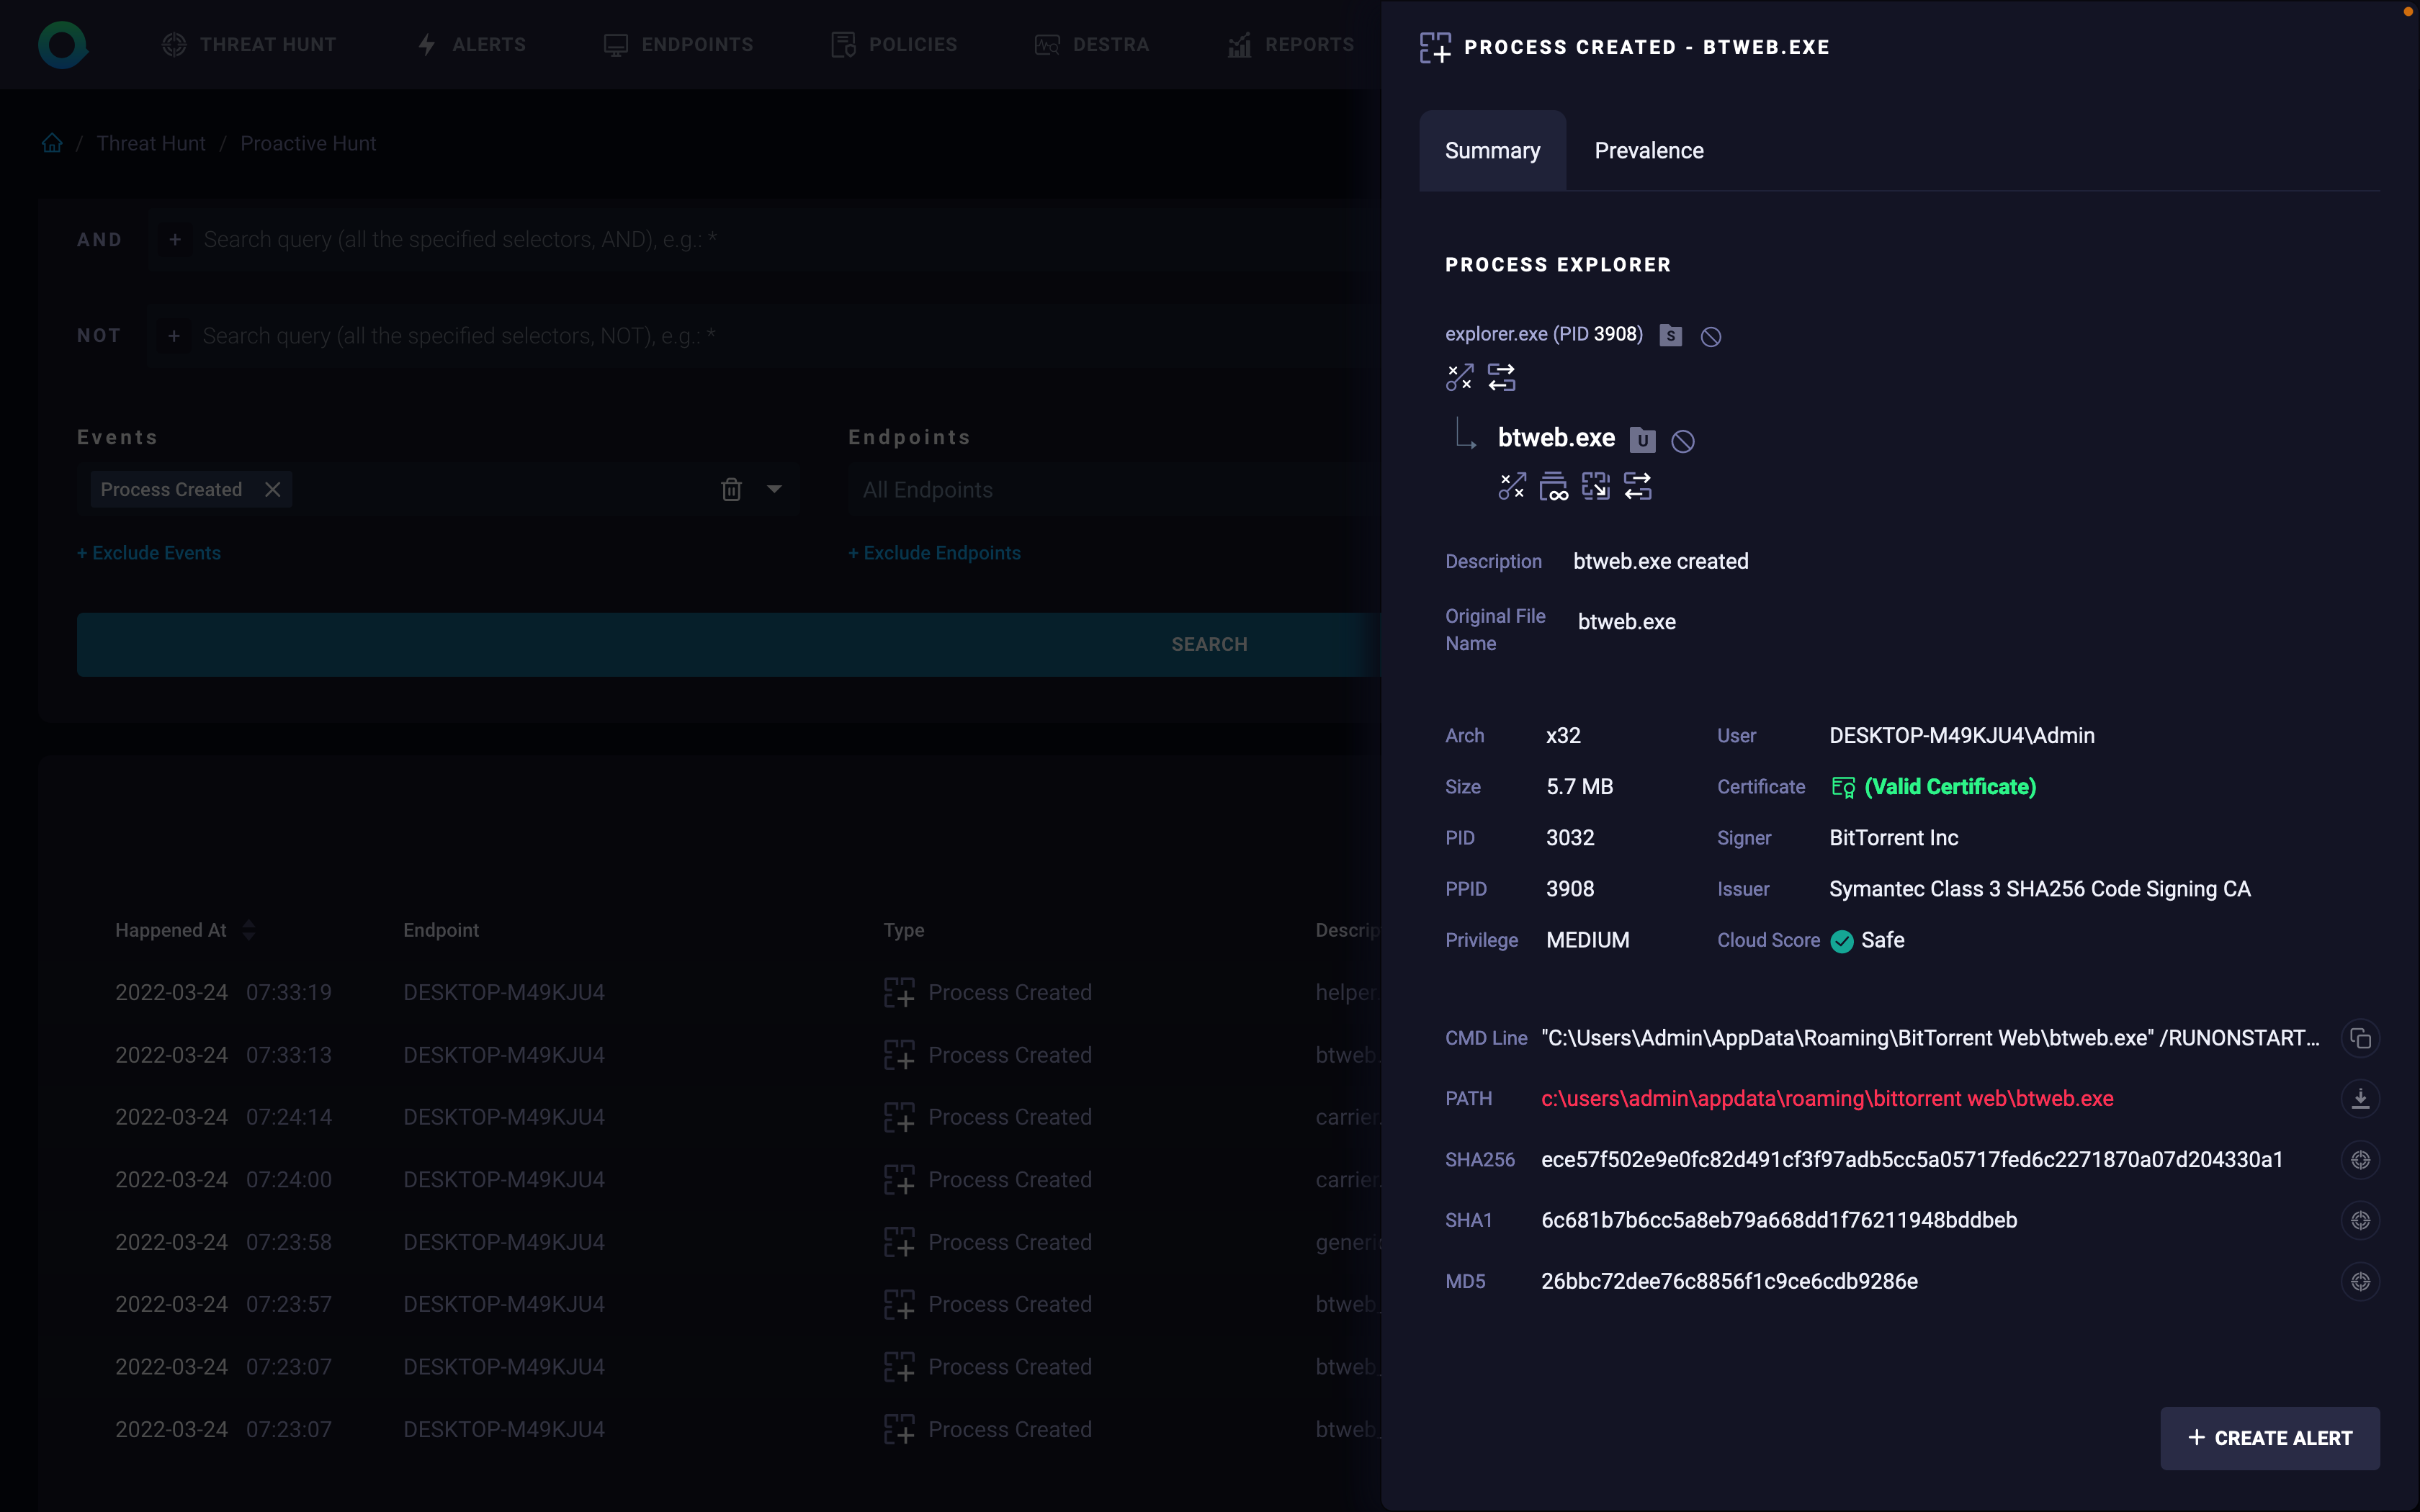 THREAT HUNT ALERTS ENDPOINTS POLICIES DESTRA REPORTS
/ Threat Hunt / Proactive Hunt
AND + Search query (all the specified selectors, AND), e.g.: *
NOT + Search query (all the specified selectors, NOT), e.g.: *
Events Endpoints
Process Created All Endpoints
+ Exclude Events + Exclude Endpoints
SEARCH
Happened At Endpoint Type Descrip
2022-03-24 07:33:19 DESKTOP-M49KJU4 Process Created helper.
2022-03-24 07:33:13 DESKTOP-M49KJU4 Process Created btweb.
2022-03-24 07:24:14 DESKTOP-M49KJU4 Process Created carrier.
2022-03-24 07:24:00 DESKTOP-M49KJU4 Process Created carrier.
2022-03-24 07:23:58 DESKTOP-M49KJU4 Process Created generic
2022-03-24 07:23:57 DESKTOP-M49KJU4 Process Created btweb_
2022-03-24 07:23:07 DESKTOP-M49KJU4 Process Created btweb_
2022-03-24 07:23:07 DESKTOP-M49KJU4 Process Created btweb_
PROCESS CREATED - BTWEB.EXE
Summary Prevalence
PROCESS EXPLORER
explorer.exe (PID 3908) S
btweb.exe U
Description btweb.exe created
Original File Name btweb.exe
Arch x32 User DESKTOP-M49KJU4\Admin
Size 5.7 MB Certificate (Valid Certificate)
PID 3032 Signer BitTorrent Inc
PPID 3908 Issuer Symantec Class 3 SHA256 Code Signing CA
Privilege MEDIUM Cloud Score Safe
CMD Line "C:\Users\Admin\AppData\Roaming\BitTorrent Web\btweb.exe" /RUNONSTART...
PATH c:\users\admin\appdata\roaming\bittorrent web\btweb.exe
SHA256 ece57f502e9e0fc82d491cf3f97adb5cc5a05717fed6c2271870a07d204330a1
SHA1 6c681b7b6cc5a8eb79a668dd1f76211948bddbeb
MD5 26bbc72dee76c8856f1c9ce6cdb9286e
+ CREATE ALERT